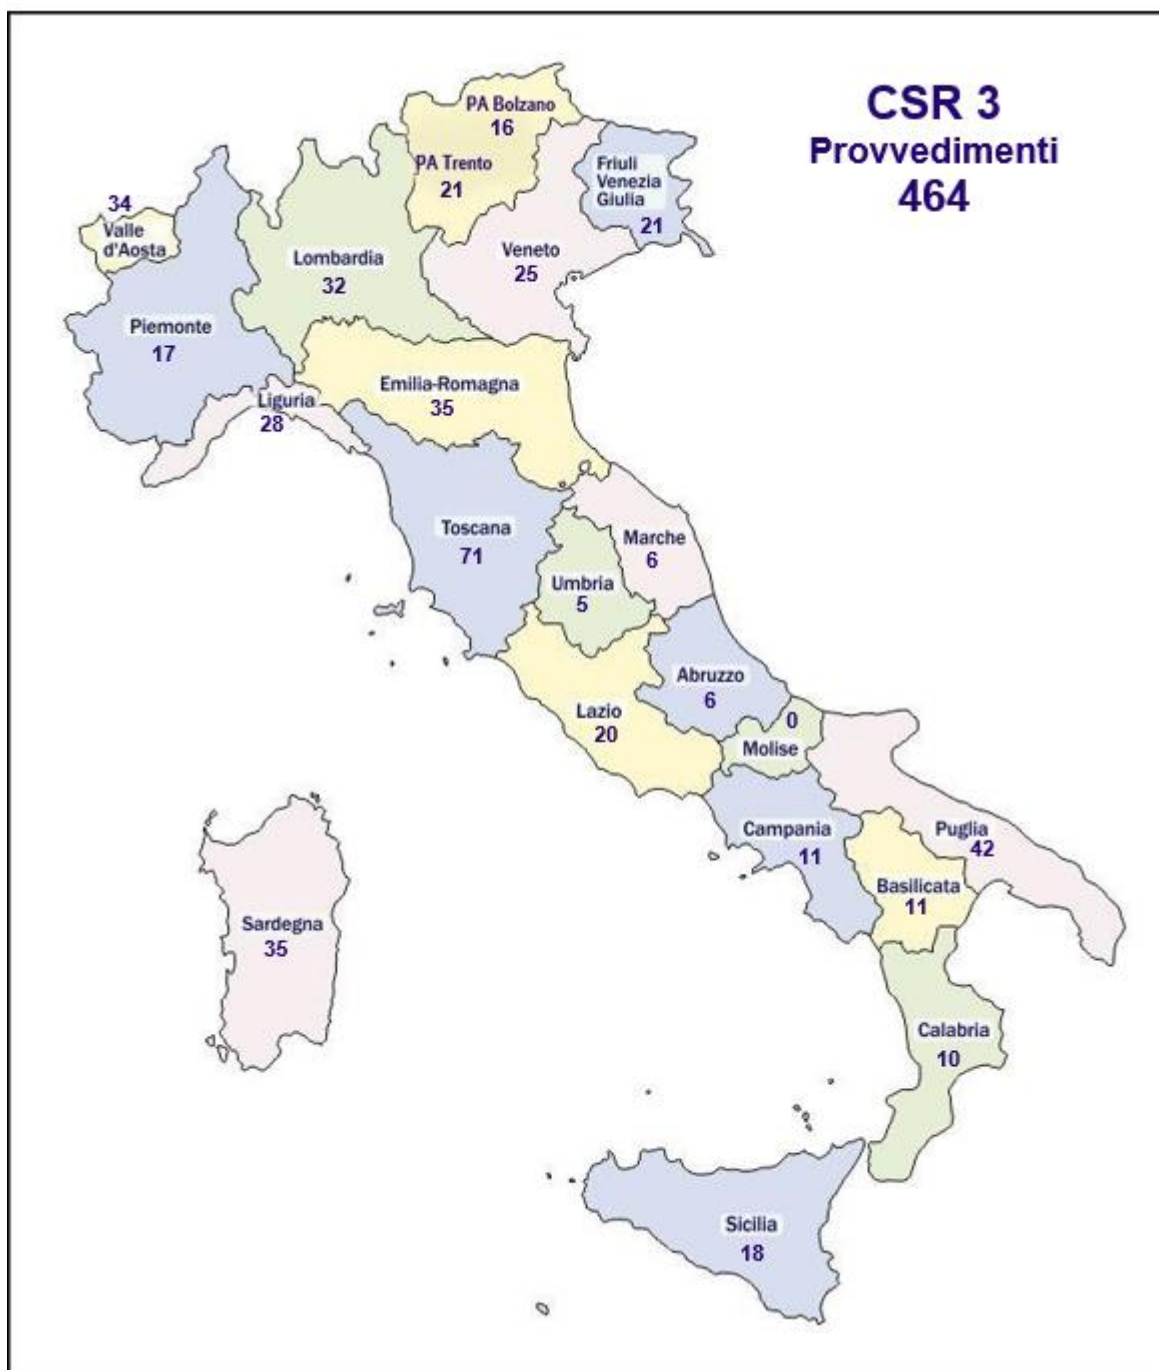 CSR 3
Provvedimenti
464
PA Bolzano
16
PA Trento
21
Friuli
Venezia
Giulia
21
34
Valle
d'Aosta
Veneto
25
Lombardia
32
Piemonte
17
Emilia-Romagna
35
Liguria
28
Toscana
71
Marche
6
Umbria
5
Abruzzo
6
Lazio
20
0
Molise
Campania
11
Puglia
42
Basilicata
11
Sardegna
35
Calabria
10
Sicilia
18